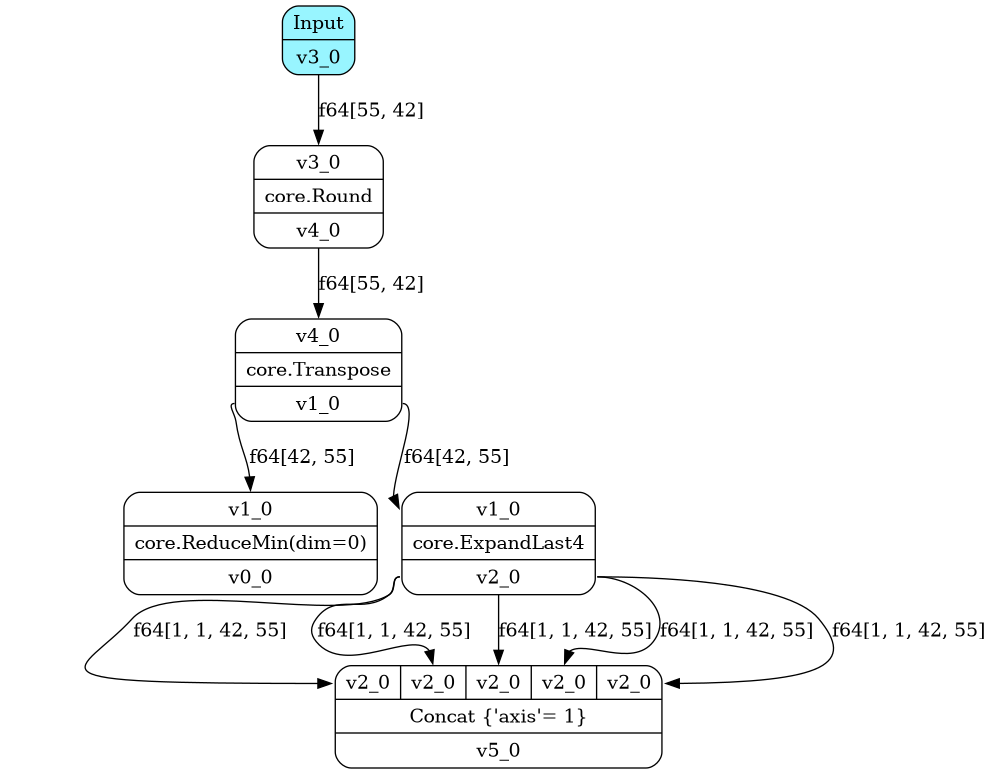 Input
v3_0
f64[55, 42]
v3_0
core.Round
v4_0
f64[55, 42]
v4_0
core.Transpose
v1_0
f64[42, 55]
f64[42, 55]
v1_0
core.ReduceMin(dim=0)
v0_0
v1_0
core.ExpandLast4
v2_0
f64[1, 1, 42, 55]
f64[1, 1, 42, 55]
f64[1, 1, 42, 55]
f64[1, 1, 42, 55]
f64[1, 1, 42, 55]
v2_0
v2_0
v2_0
v2_0
v2_0
Concat {'axis'= 1}
v5_0